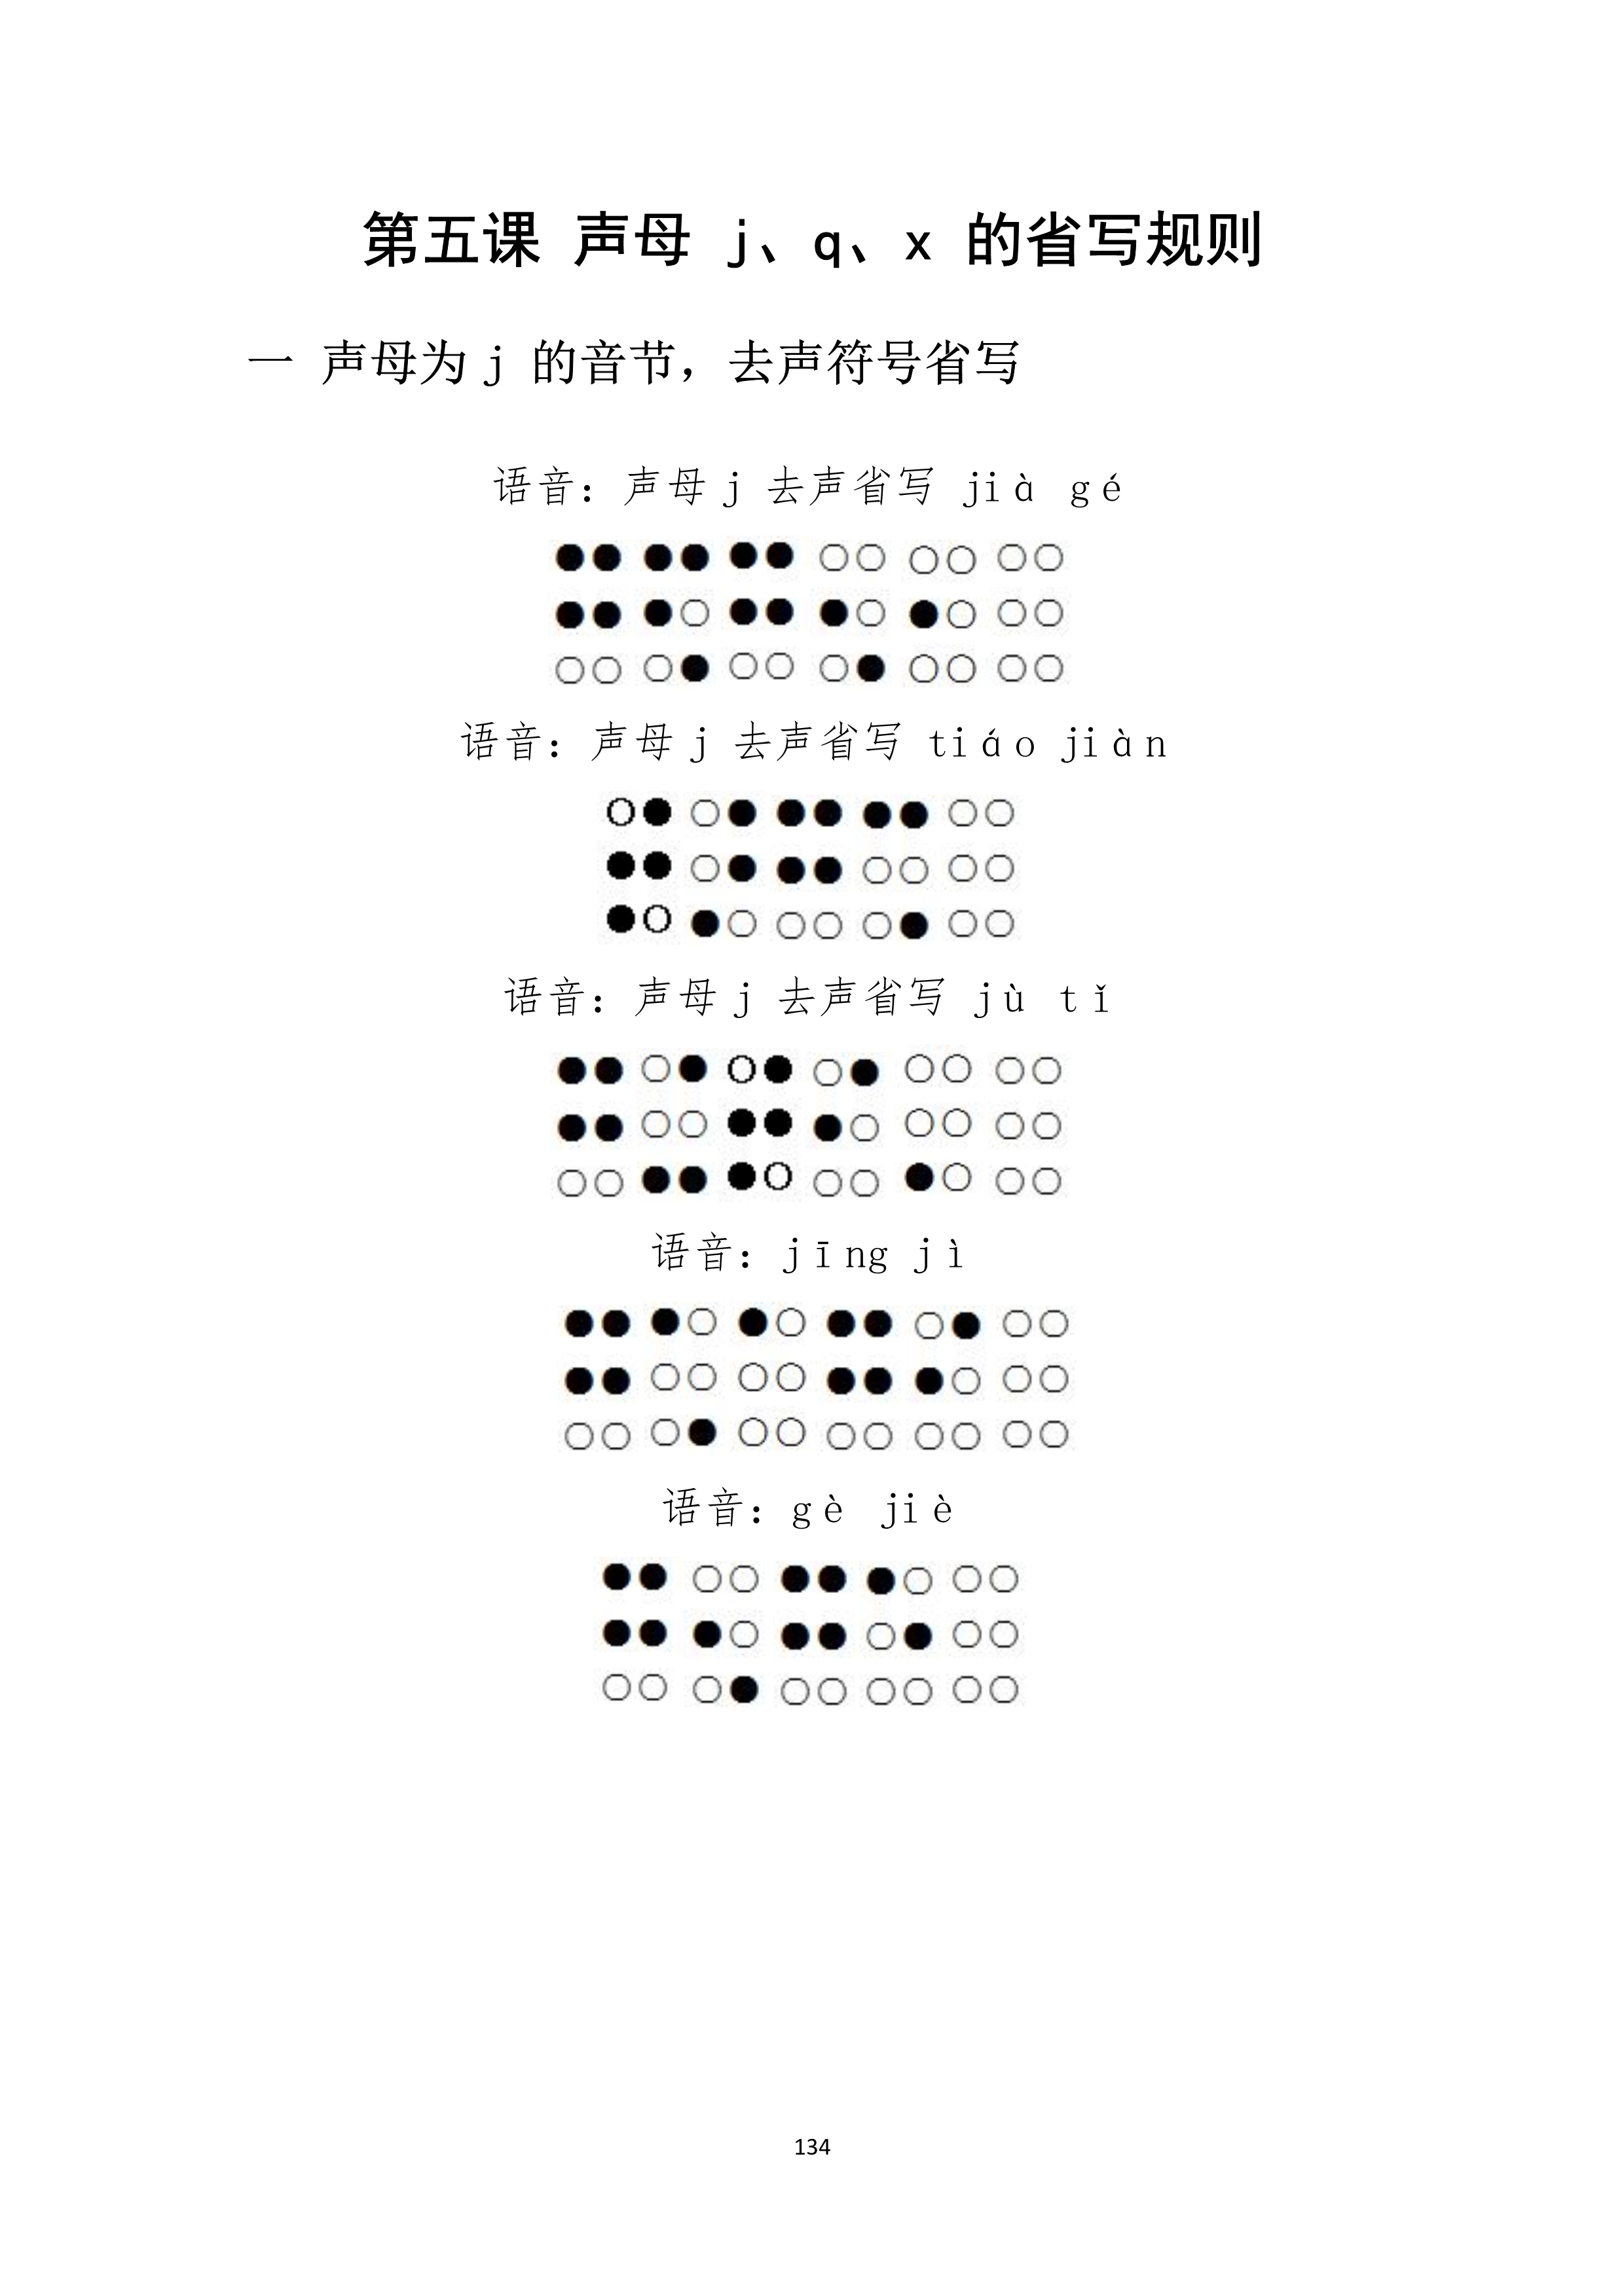 第五课 声母 j、q、x 的省写规则
一 声母为 j 的音节，去声符号省写
语音：声母 j 去声省写 jià gé
●● ●● ●● ○○ ○○ ○○
●● ●○ ●● ●○ ●○ ○○
○○ ○● ○○ ○● ○○ ○○
语音：声母 j 去声省写 tiáo jiàn
○● ○● ●● ●● ○○
●● ○● ●● ○○ ○○
●○ ●○ ○○ ○● ○○
语音：声母 j 去声省写 jù tǐ
●● ○● ○● ○● ○○ ○○
●● ○○ ●● ●○ ○○ ○○
○○ ●● ●○ ○○ ●○ ○○
语音：jīng jì
●● ●○ ●○ ●● ○● ○○
●● ○○ ○○ ●● ●○ ○○
○○ ○● ○○ ○○ ○○ ○○
语音：gè jiè
●● ○○ ●● ●○ ○○
●● ●○ ●● ○● ○○
○○ ○● ○○ ○○ ○○
134